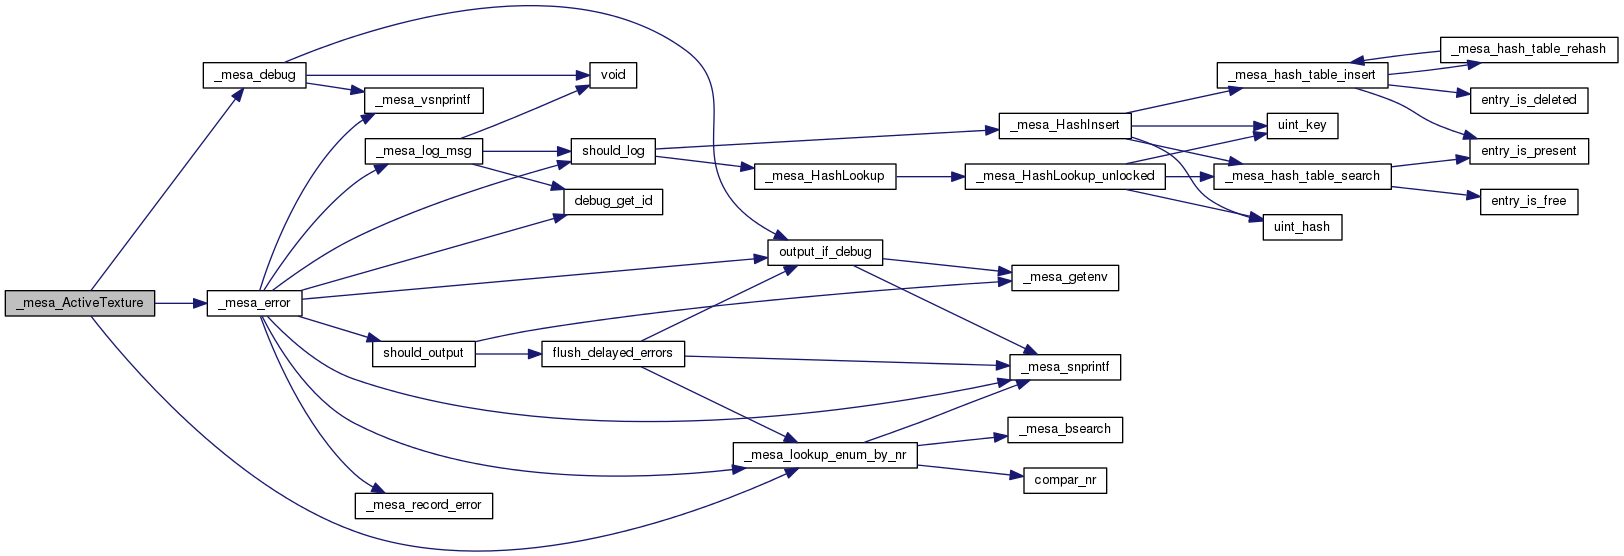 _mesa_ActiveTexture
_mesa_debug
_mesa_error
_mesa_vsnprintf
_mesa_log_msg
should_output
_mesa_record_error
void
should_log
debug_get_id
flush_delayed_errors
_mesa_HashLookup
output_if_debug
_mesa_lookup_enum_by_nr
_mesa_HashInsert
_mesa_HashLookup_unlocked
_mesa_getenv
_mesa_snprintf
_mesa_bsearch
compar_nr
_mesa_hash_table_insert
uint_key
_mesa_hash_table_search
uint_hash
_mesa_hash_table_rehash
entry_is_deleted
entry_is_present
entry_is_free